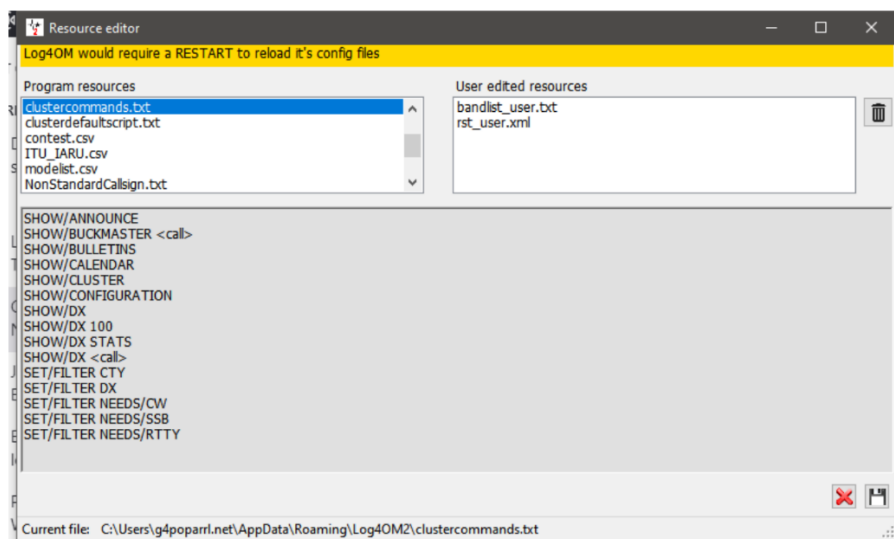 Resource editor
Log4OM would require a RESTART to reload it's config files
Program resources
User edited resources
clustercommands.txt
clusterdefaultscript.txt
contest.csv
ITU_IARU.csv
modelist.csv
NonStandardCallsign.txt
bandlist_user.txt
rst_user.xml
SHOW/ANNOUNCE
SHOW/BUCKMASTER <call>
SHOW/BULLETINS
SHOW/CALENDAR
SHOW/CLUSTER
SHOW/CONFIGURATION
SHOW/DX
SHOW/DX 100
SHOW/DX STATS
SHOW/DX <call>
SET/FILTER CTY
SET/FILTER DX
SET/FILTER NEEDS/CW
SET/FILTER NEEDS/SSB
SET/FILTER NEEDS/RTTY
Current file: C:\Users\g4poparrl.net\AppData\Roaming\Log4OM2\clustercommands.txt